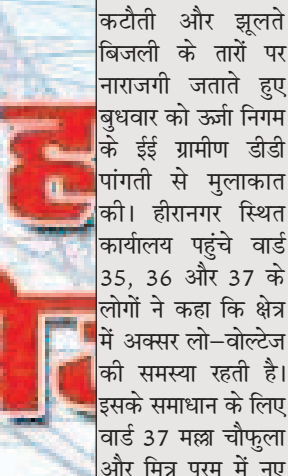 कटौती और झूलते
बिजली के तारों पर
नाराजगी जताते हुए
बुधवार को ऊर्जा निगम
के ईई ग्रामीण डीडी
पांगती से मुलाकात
की। हीरानगर स्थित
कार्यालय पहुंचे वार्ड
35, 36 और 37 के
लोगों ने कहा कि क्षेत्र
में अक्सर लो–वोल्टेज
की समस्या रहती है।
इसके समाधान के लिए
वार्ड 37 मल्ला चौफुला
और मित्र पुरम में नए